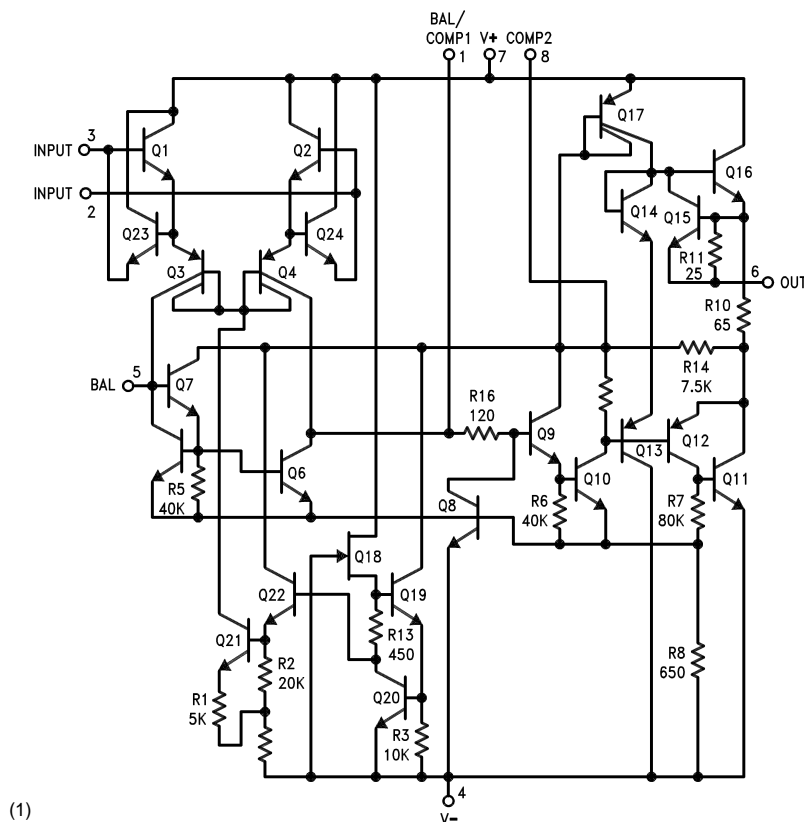 BAL/
COMP1 V+ COMP2
1 7 8
Q17
3
INPUT Q1 Q2 Q16
INPUT
2
Q14 Q15
Q23 Q24
R11
25
6
OUT
Q3 Q4
R10
65
5
BAL
Q7
R14
7.5K
R16
120
Q9
Q13 Q12
Q6 Q10 Q11
R5
40K
Q8
R6
40K
R7
80K
Q18
Q22 Q19
R13
450
Q21
R2
20K
R8
650
R1
5K
Q20
R3
10K
4
V-
(1)